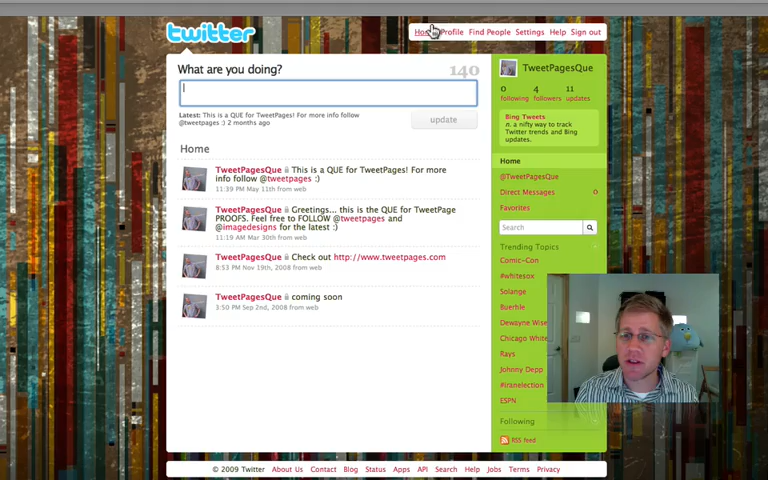 twitter
Home Profile Find People Settings Help Sign out
What are you doing?
140
Latest: This is a QUE for TweetPages! For more info follow
@tweetpages :) 2 months ago
update
Home
TweetPagesQue This is a QUE for TweetPages! For more
info follow @tweetpages :)
11:39 PM May 11th from web
TweetPagesQue Greetings... this is the QUE for TweetPage
PROOFS. Feel free to FOLLOW @tweetpages and
@imagedesigns for the latest :)
11:19 AM Mar 30th from web
TweetPagesQue Check out http://www.tweetpages.com
8:53 PM Nov 19th, 2008 from web
TweetPagesQue coming soon
3:50 PM Sep 2nd, 2008 from web
TweetPagesQue
0 4 11
following followers updates
Bing Tweets
n. a nifty way to track
Twitter trends and Bing
updates.
Home
@TweetPagesQue
Direct Messages 0
Favorites
Search
Trending Topics
Comic-Con
#whitesox
Solange
Buerhle
Dewayne Wise
Chicago White
Rays
Johnny Depp
#iranelection
ESPN
Following
RSS feed
© 2009 Twitter About Us Contact Blog Status Apps API Search Help Jobs Terms Privacy